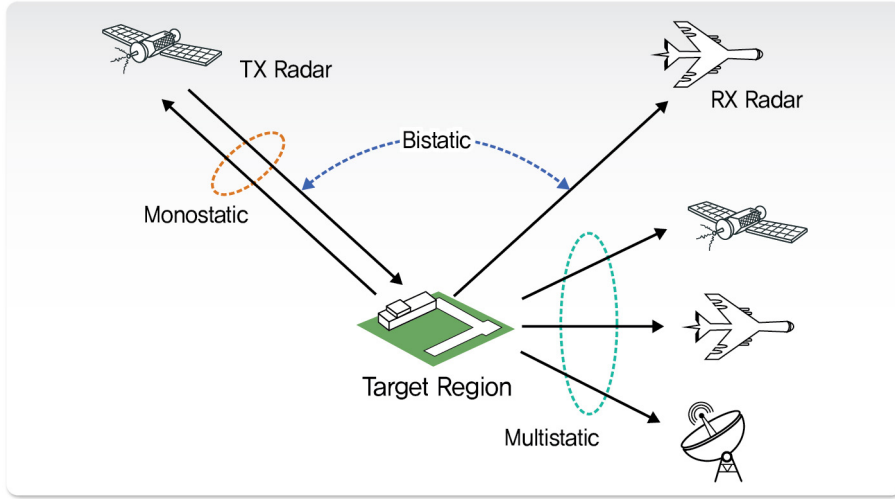 TX Radar
RX Radar
Bistatic
Monostatic
Target Region
Multistatic